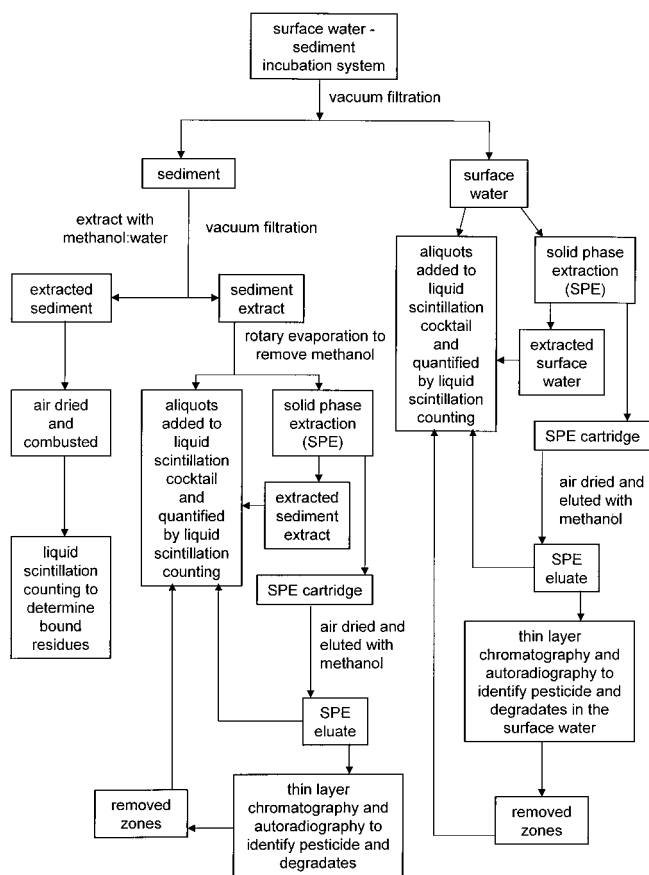 surface water -
sediment
incubation system
vacuum filtration
sediment
surface
water
extract with
methanol:water
vacuum filtration
aliquots
added to
liquid
scintillation
cocktail
and
quantified
by liquid
scintillation
counting
solid phase
extraction
(SPE)
extracted
surface
water
SPE cartridge
air dried and
eluted with
methanol
SPE
eluate
thin layer
chromatography and
autoradiography to
identify pesticide and
degradates in the
surface water
removed
zones
extracted
sediment
sediment
extract
rotary evaporation to
remove methanol
air dried
and
combusted
liquid
scintillation
counting to
determine
bound
residues
aliquots
added to
liquid
scintillation
cocktail
and
quantified
by liquid
scintillation
counting
solid phase
extraction
(SPE)
extracted
sediment
extract
SPE cartridge
air dried and
eluted with
methanol
SPE
eluate
thin layer
chromatography and
autoradiography to
identify pesticide and
degradates
removed
zones